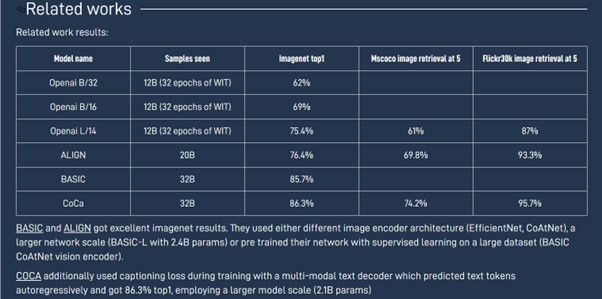 Related works
Related work results:
Model name Samples seen Imagenet top1 Mscoco image retrieval at 5 Flickr30k image retrieval at 5
Openai B/32 12B (32 epochs of WIT) 62%
Openai B/16 12B (32 epochs of WIT) 69%
Openai L/14 12B (32 epochs of WIT) 75.4% 61% 87%
ALIGN 20B 76.4% 69.8% 93.3%
BASIC 32B 85.7%
CoCa 32B 86.3% 74.2% 95.7%
BASIC and ALIGN got excellent imagenet results. They used either different image encoder architecture (EfficientNet, CoAtNet), a
larger network scale (BASIC-L with 2.4B params) or pre trained their network with supervised learning on a large dataset (BASIC
CoAtNet vision encoder).
COCA additionally used captioning loss during training with a multi-modal text decoder which predicted text tokens
autoregressively and got 86.3% top1, employing a larger model scale (2.1B params)